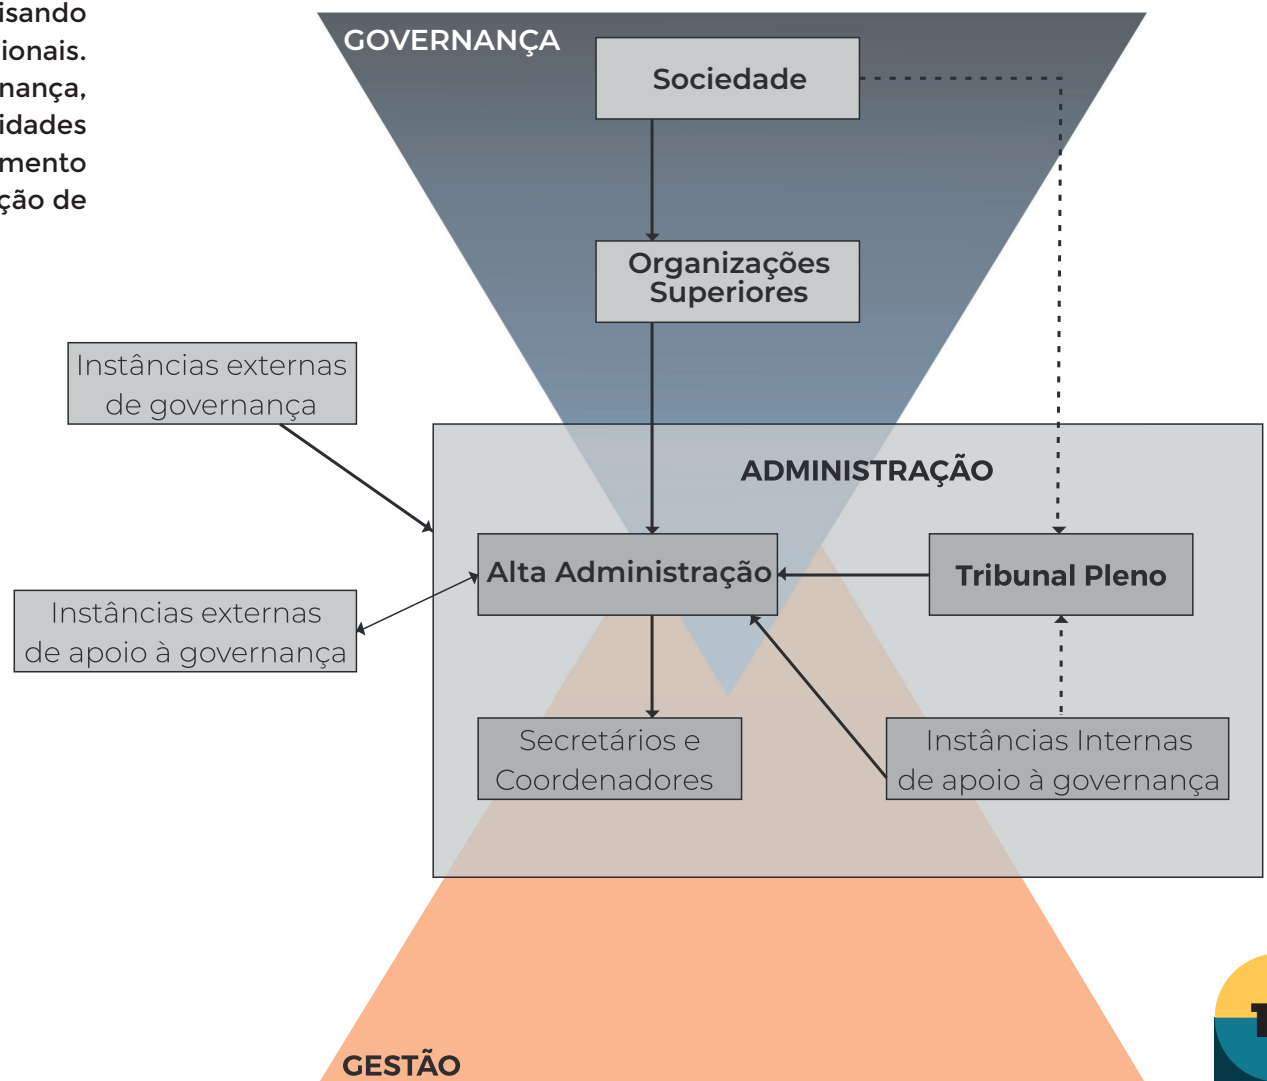 isando
ionais.
nança,
idades
mento
ção de
GOVERNANÇA
Sociedade
Organizações
Superiores
Instâncias externas
de governança
ADMINISTRAÇÃO
Alta Administração
Tribunal Pleno
Instâncias externas
de apoio à governança
Secretários e
Coordenadores
Instâncias Internas
de apoio à governança
GESTÃO